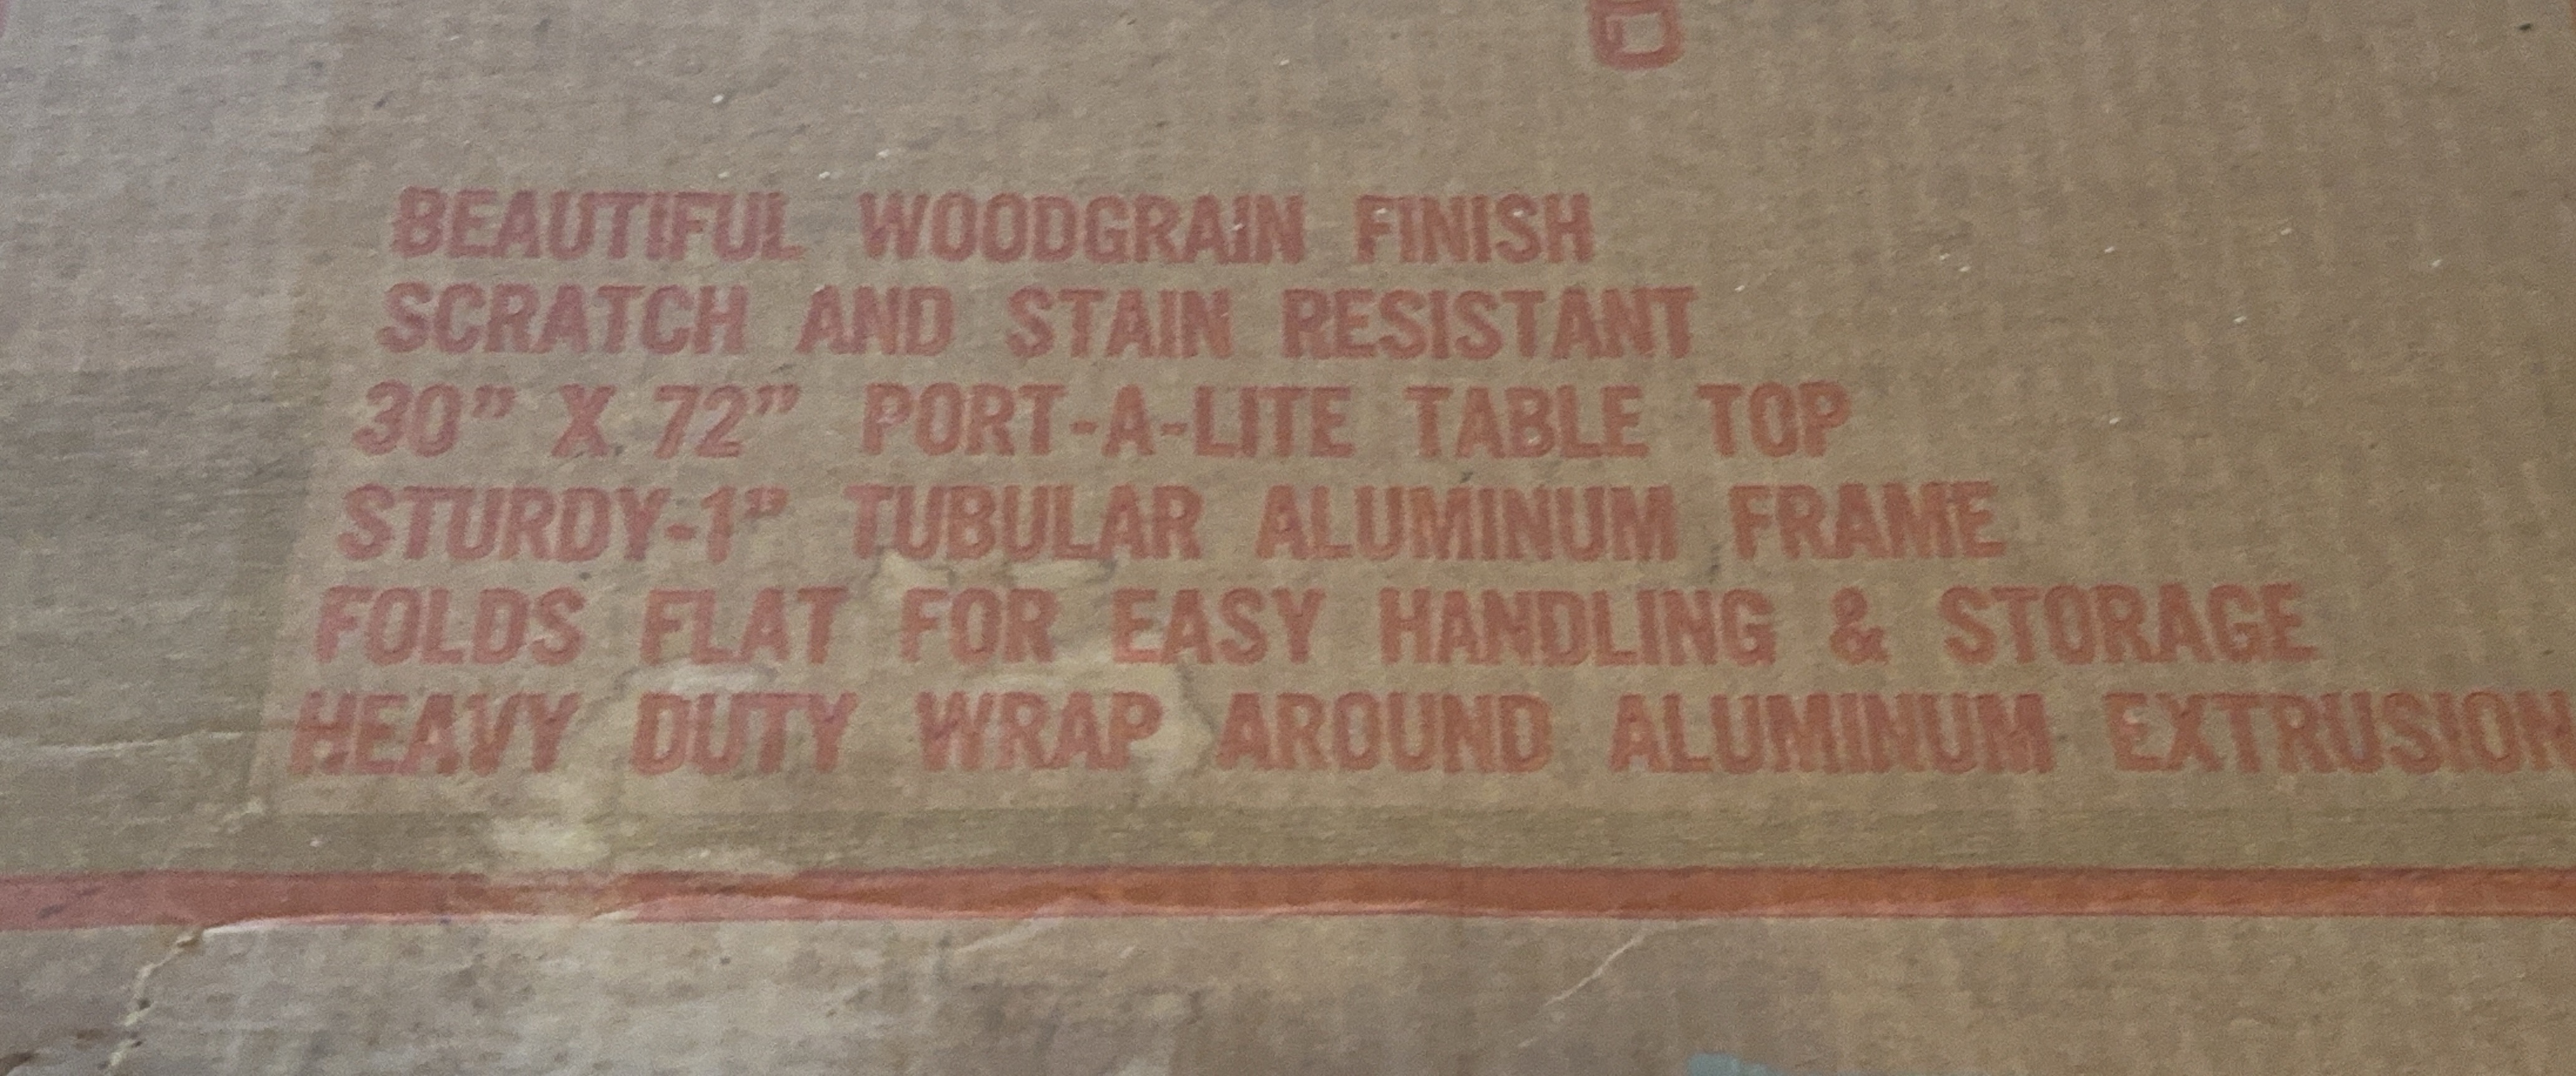 BEAUTIFUL WOODGRAIN FINISH
SCRATCH AND STAIN RESISTANT
30” X 72” PORT-A-LITE TABLE TOP
STURDY-1” TUBULAR ALUMINUM FRAME
FOLDS FLAT FOR EASY HANDLING & STORAGE
HEAVY DUTY WRAP AROUND ALUMINUM EXTRUSION